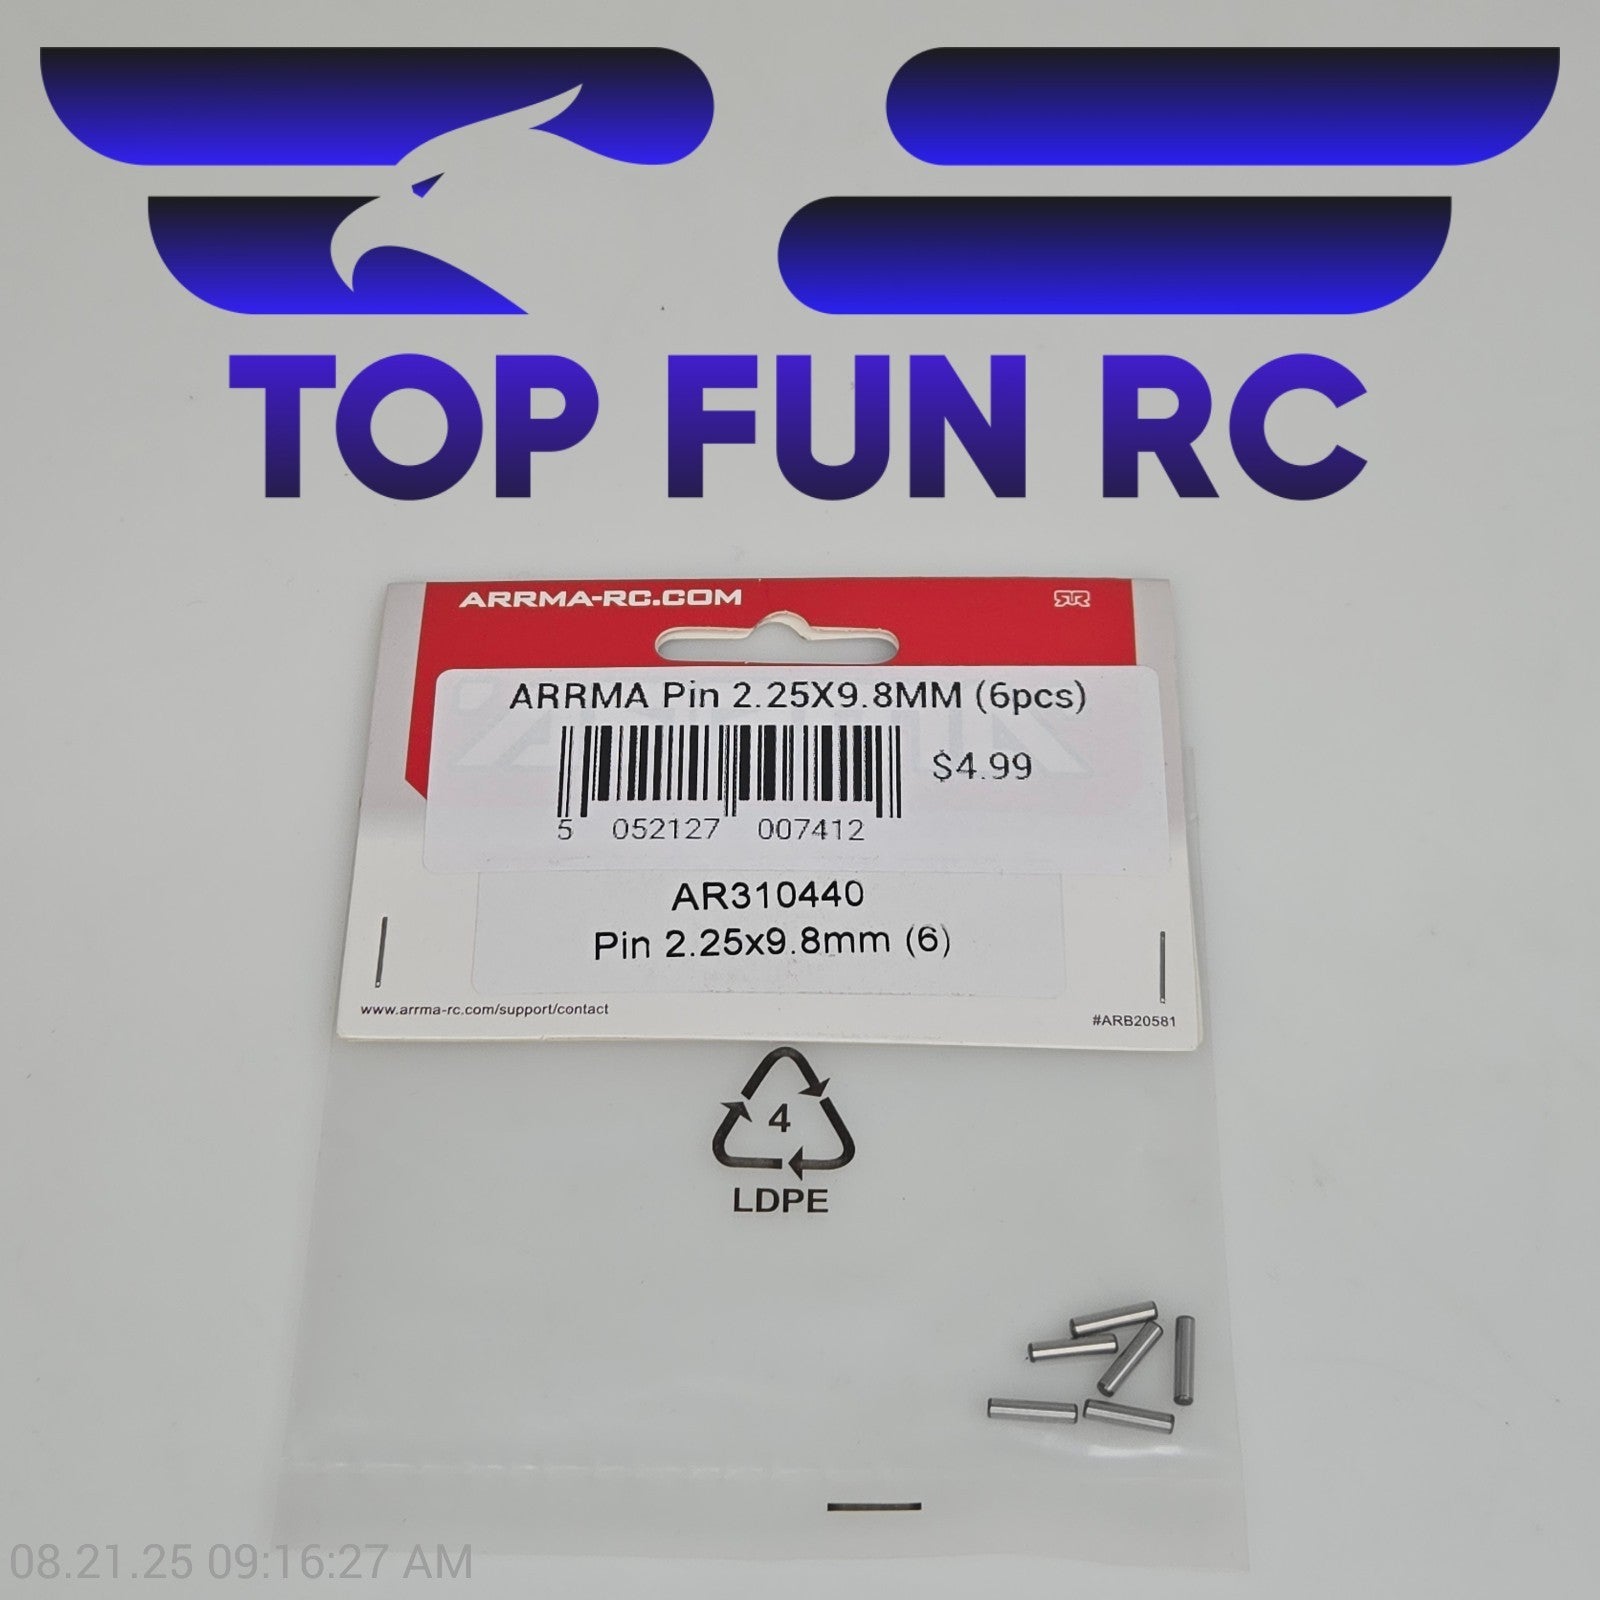 TOP FUN RC
ARRMA-RC.COM
ARRMA Pin 2.25X9.8MM (6pcs)
$4.99
5 052127 007412
AR310440
Pin 2.25x9.8mm (6)
www.arrma-rc.com/support/contact
#ARB20581
4
LDPE
08.21.25 09:16:27 AM